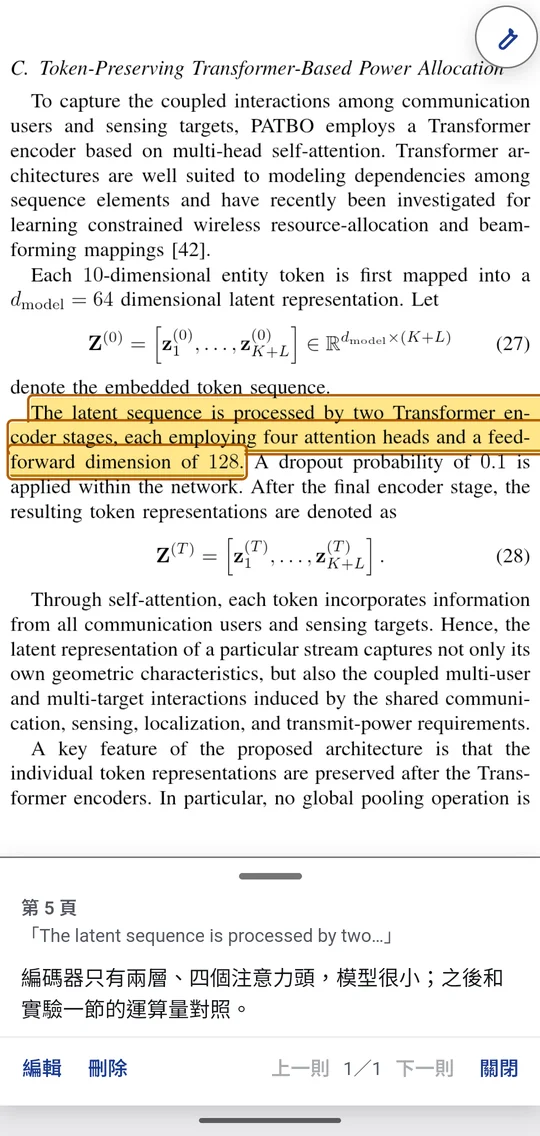 C. Token-Preserving Transformer-Based Power Allocation
To capture the coupled interactions among communication
users and sensing targets, PATBO employs a Transformer
encoder based on multi-head self-attention. Transformer ar-
chitectures are well suited to modeling dependencies among
sequence elements and have recently been investigated for
learning constrained wireless resource-allocation and beam-
forming mappings [42].
Each 10-dimensional entity token is first mapped into a
d_model = 64 dimensional latent representation. Let
Z^(0) = [z_1^(0), . . . , z_{K+L}^(0)] ∈ ℝ^{d_model×(K+L)} (27)
denote the embedded token sequence.
The latent sequence is processed by two Transformer en-
coder stages, each employing four attention heads and a feed-
forward dimension of 128. A dropout probability of 0.1 is
applied within the network. After the final encoder stage, the
resulting token representations are denoted as
Z^(T) = [z_1^(T), . . . , z_{K+L}^(T)] . (28)
Through self-attention, each token incorporates information
from all communication users and sensing targets. Hence, the
latent representation of a particular stream captures not only its
own geometric characteristics, but also the coupled multi-user
and multi-target interactions induced by the shared communi-
cation, sensing, localization, and transmit-power requirements.
A key feature of the proposed architecture is that the
individual token representations are preserved after the Trans-
former encoders. In particular, no global pooling operation is
第 5 頁
「The latent sequence is processed by two…」
編碼器只有兩層、四個注意力頭，模型很小；之後和
實驗一節的運算量對照。
編輯 刪除 上一則 1／1 下一則 關閉